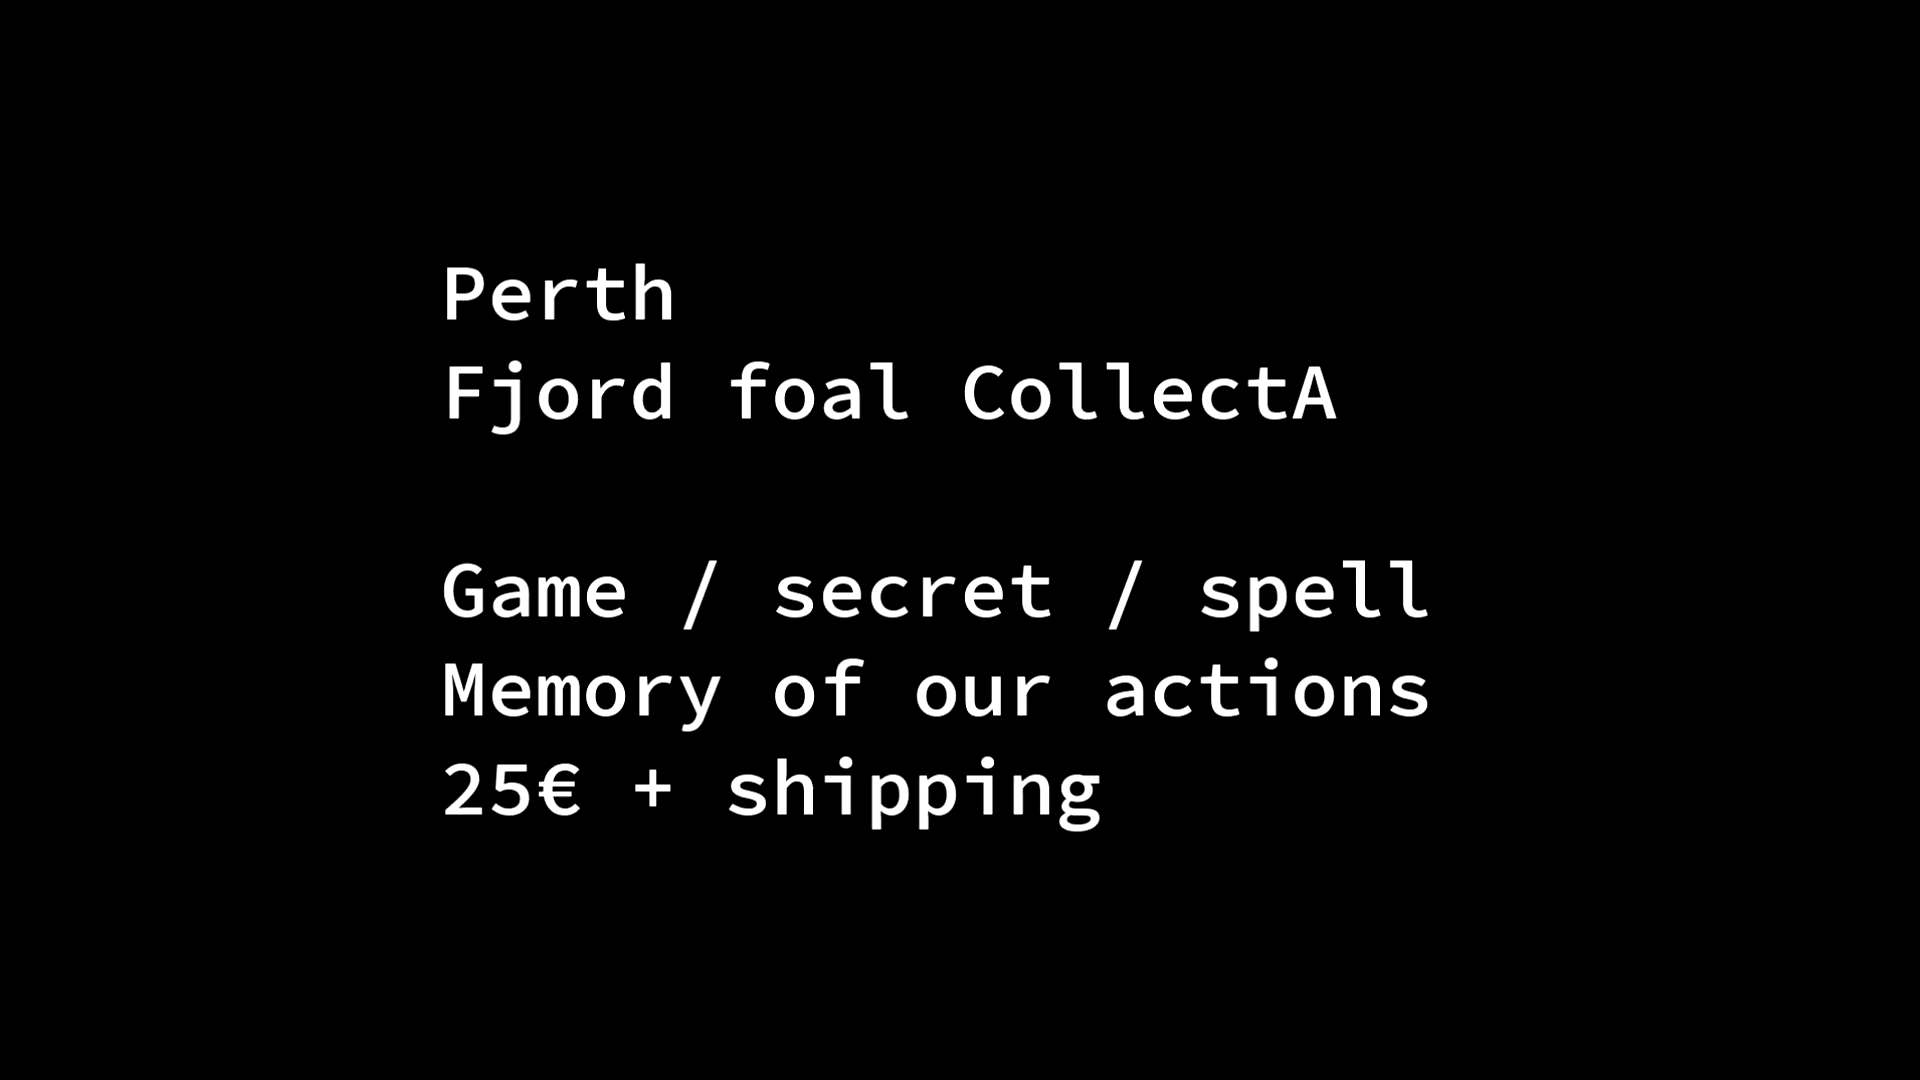 Perth
Fjord foal CollectA
Game / secret / spell
Memory of our actions
25€ + shipping